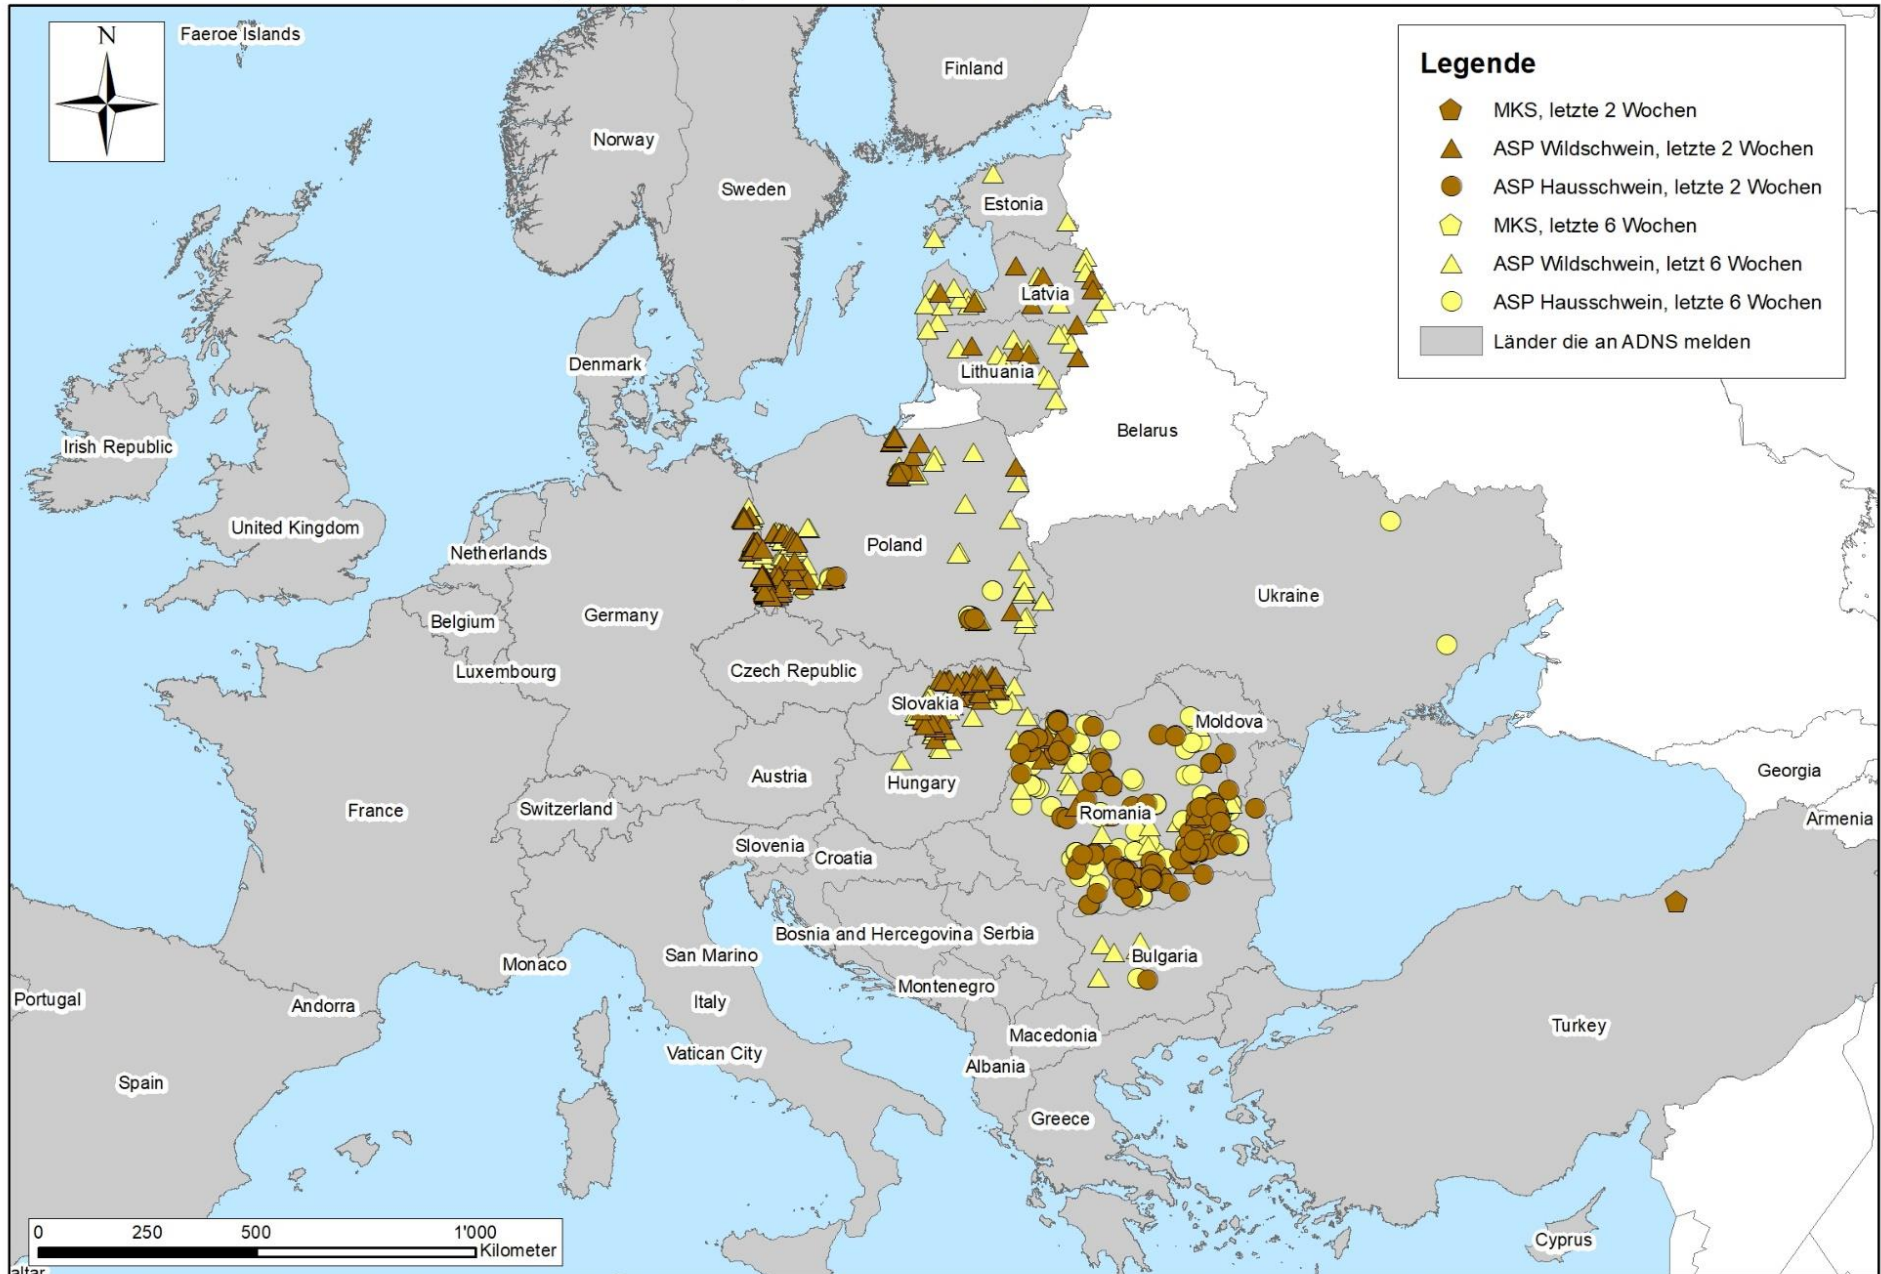 N
Faeroe Islands
Finland
Norway
Sweden
Estonia
Latvia
Lithuania
Denmark
Irish Republic
United Kingdom
Netherlands
Belarus
Poland
Belgium
Germany
Ukraine
Luxembourg
Czech Republic
Slovakia
Moldova
Austria
Hungary
France
Switzerland
Romania
Georgia
Armenia
Slovenia
Croatia
Bosnia and Hercegovina
Serbia
San Marino
Monaco
Bulgaria
Montenegro
Portugal
Andorra
Italy
Macedonia
Turkey
Vatican City
Albania
Spain
Greece
Cyprus
Legende
MKS, letzte 2 Wochen
ASP Wildschwein, letzte 2 Wochen
ASP Hausschwein, letzte 2 Wochen
MKS, letzte 6 Wochen
ASP Wildschwein, letzt 6 Wochen
ASP Hausschwein, letzte 6 Wochen
Länder die an ADNS melden
0 250 500 1000
Kilometer
altar